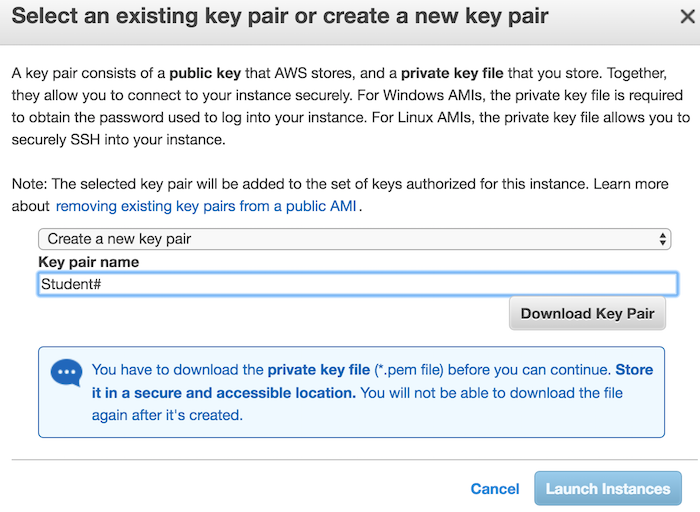 Select an existing key pair or create a new key pair
A key pair consists of a public key that AWS stores, and a private key file that you store. Together,
they allow you to connect to your instance securely. For Windows AMIs, the private key file is required
to obtain the password used to log into your instance. For Linux AMIs, the private key file allows you to
securely SSH into your instance.
Note: The selected key pair will be added to the set of keys authorized for this instance. Learn more
about removing existing key pairs from a public AMI.
Create a new key pair
Key pair name
Student#
Download Key Pair
You have to download the private key file (*.pem file) before you can continue. Store
it in a secure and accessible location. You will not be able to download the file
again after it's created.
Cancel Launch Instances